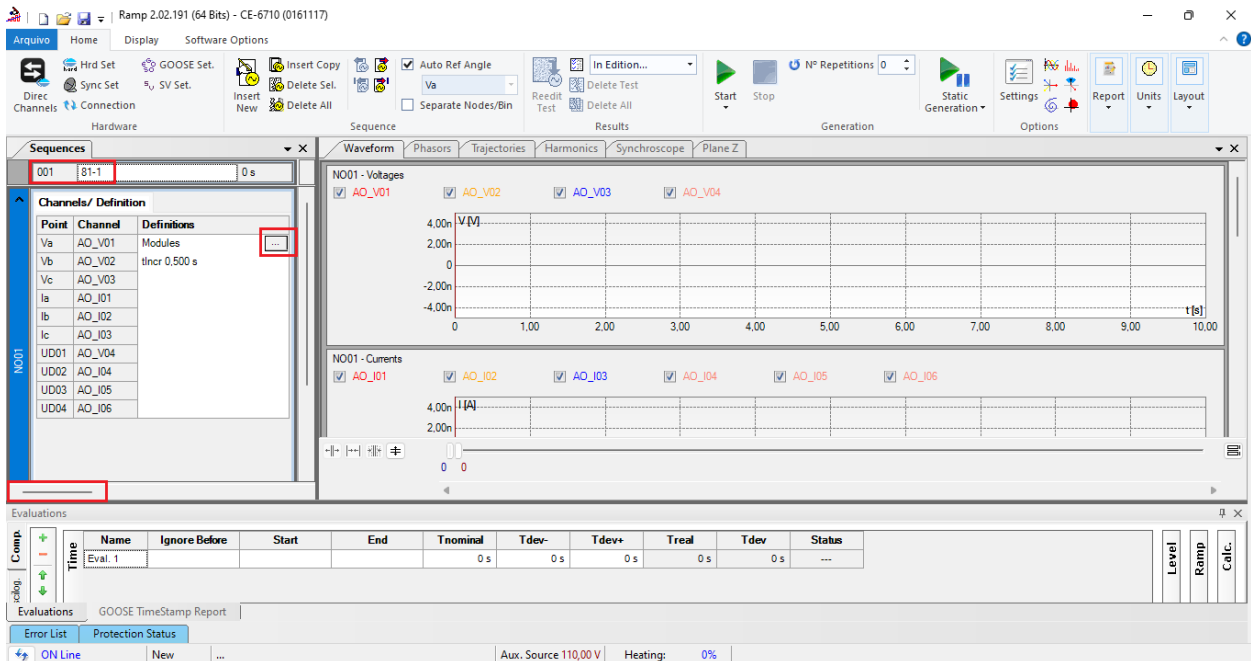 Ramp 2.02.191 (64 Bits) - CE-6710 (0161117)
Arquivo Home Display Software Options
Direc Channels
Hrd Set
Sync Set
Connection
GOOSE Set.
SV Set.
Hardware
Insert New
Insert Copy
Delete Sel.
Delete All
Auto Ref Angle
Va
Separate Nodes/Bin
Sequence
Reedit Test
In Edition...
Delete Test
Delete All
Results
Start
Stop
Nº Repetitions 0
Static Generation
Generation
Settings
Options
Report
Units
Layout
Sequences
001 81-1 0 s
Channels/ Definition
Point Channel Definitions
Va AO_V01 Modules ...
Vb AO_V02 tIncr 0,500 s
Vc AO_V03
Ia AO_I01
Ib AO_I02
Ic AO_I03
UD01 AO_V04
UD02 AO_I04
UD03 AO_I05
UD04 AO_I06
NO01
Waveform Phasors Trajectories Harmonics Synchroscope Plane Z
NO01 - Voltages
AO_V01 AO_V02 AO_V03 AO_V04
V [V]
4,00n
2,00n
0
-2,00n
-4,00n
t [s]
0 1,00 2,00 3,00 4,00 5,00 6,00 7,00 8,00 9,00 10,00
NO01 - Currents
AO_I01 AO_I02 AO_I03 AO_I04 AO_I05 AO_I06
I [A]
4,00n
2,00n
0 0
Evaluations
Comp.
Time
Name Ignore Before Start End Tnominal Tdev- Tdev+ Treal Tdev Status
Eval. 1 0 s 0 s 0 s 0 s 0 s ---
Level
Ramp
Calc.
Evaluations GOOSE TimeStamp Report
Error List Protection Status
ON Line New ... Aux. Source 110,00 V Heating: 0%